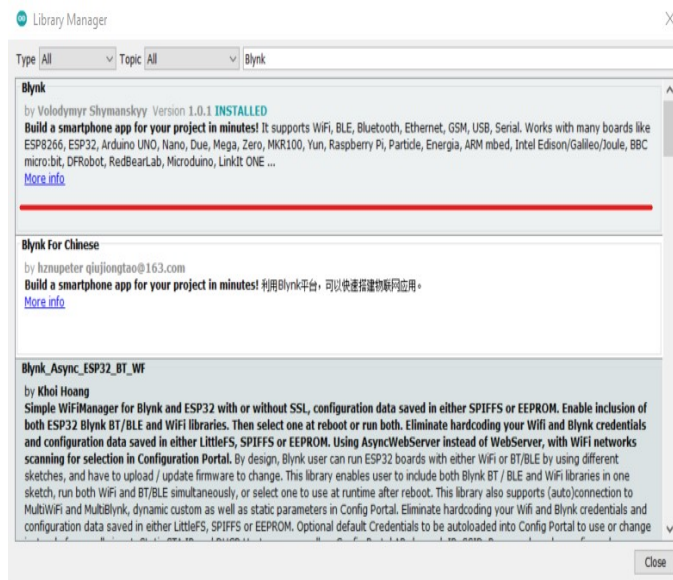 Library Manager
Type All Topic All Blynk
Blynk
by Volodymyr Shymanskyy Version 1.0.1 INSTALLED
Build a smartphone app for your project in minutes! It supports WiFi, BLE, Bluetooth, Ethernet, GSM, USB, Serial. Works with many boards like
ESP8266, ESP32, Arduino UNO, Nano, Due, Mega, Zero, MKR100, Yun, Raspberry Pi, Particle, Energia, ARM mbed, Intel Edison/Galileo/Joule, BBC
micro:bit, DFRobot, RedBearLab, Microduino, LinkIt ONE ...
More info
Blynk For Chinese
by hznupeter qiujiongtao@163.com
Build a smartphone app for your project in minutes! 利用Blynk平台，可以快速搭建物联网应用。
More info
Blynk_Async_ESP32_BT_WF
by Khoi Hoang
Simple WiFiManager for Blynk and ESP32 with or without SSL, configuration data saved in either SPIFFS or EEPROM. Enable inclusion of
both ESP32 Blynk BT/BLE and WiFi libraries. Then select one at reboot or run both. Eliminate hardcoding your Wifi and Blynk credentials
and configuration data saved in either LittleFS, SPIFFS or EEPROM. Using AsyncWebServer instead of WebServer, with WiFi networks
scanning for selection in Configuration Portal. By design, Blynk user can run ESP32 boards with either WiFi or BT/BLE by using different
sketches, and have to upload / update firmware to change. This library enables user to include both Blynk BT / BLE and WiFi libraries in one
sketch, run both WiFi and BT/BLE simultaneously, or select one to use at runtime after reboot. This library also supports (auto)connection to
MultiWiFi and MultiBlynk, dynamic custom as well as static parameters in Config Portal. Eliminate hardcoding your Wifi and Blynk credentials and
configuration data saved in either LittleFS, SPIFFS or EEPROM. Optional default Credentials to be autoloaded into Config Portal to use or change
Close